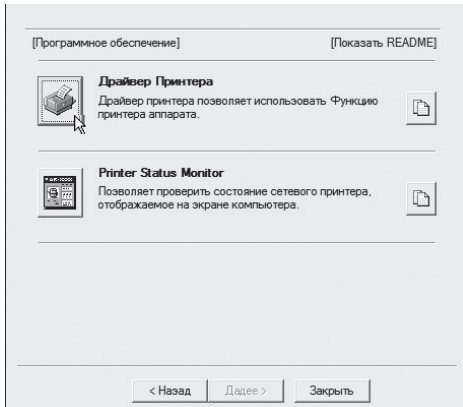 [Программное обеспечение] [Показать README]
Драйвер Принтера
Драйвер принтера позволяет использовать Функцию
принтера аппарата.
Printer Status Monitor
Позволяет проверить состояние сетевого принтера,
отображаемое на экране компьютера.
< Назад Далее > Закрыть